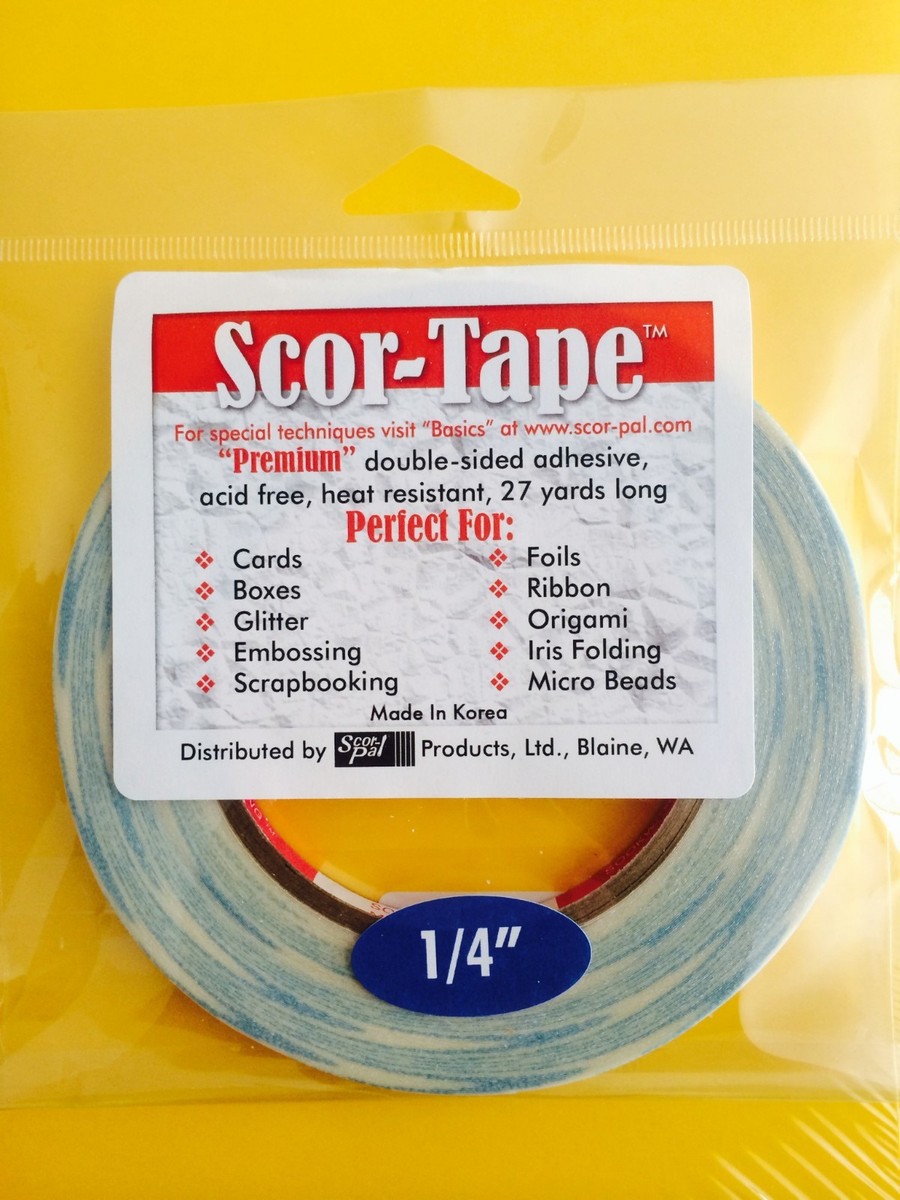 Scor-Tape™
For special techniques visit “Basics” at www.scor-pal.com
“Premium” double-sided adhesive,
acid free, heat resistant, 27 yards long
Perfect For:
❖ Cards
❖ Boxes
❖ Glitter
❖ Embossing
❖ Scrapbooking
❖ Foils
❖ Ribbon
❖ Origami
❖ Iris Folding
❖ Micro Beads
Made In Korea
Distributed by Scor-Pal Products, Ltd., Blaine, WA
1/4”